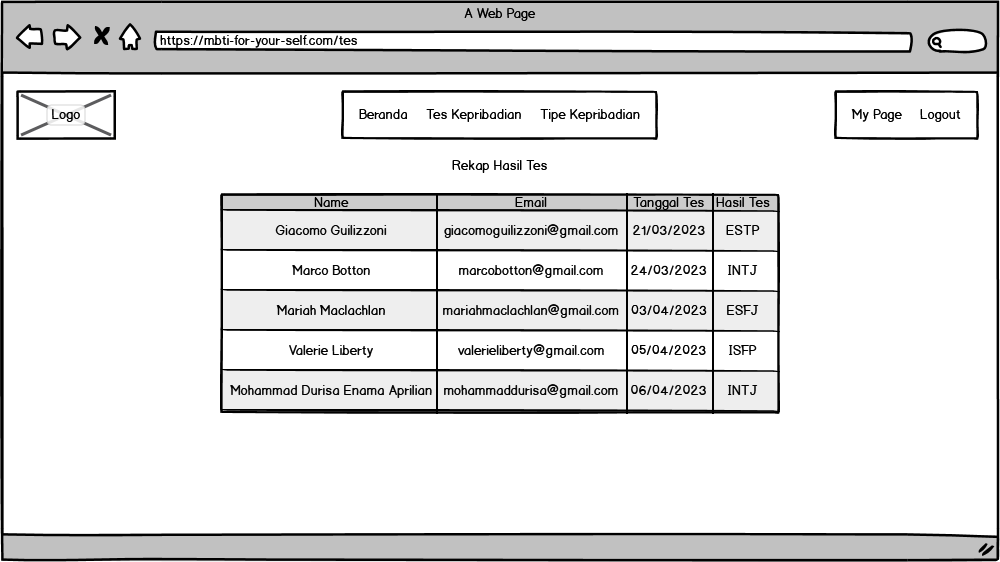 A Web Page
https://mbti-for-your-self.com/tes
Logo
Beranda Tes Kepribadian Tipe Kepribadian
My Page Logout
Rekap Hasil Tes
Name Email Tanggal Tes Hasil Tes
Giacomo Guilizzoni giacomoguilizzoni@gmail.com 21/03/2023 ESTP
Marco Botton marcobotton@gmail.com 24/03/2023 INTJ
Mariah Maclachlan mariahmaclachlan@gmail.com 03/04/2023 ESFJ
Valerie Liberty valerieliberty@gmail.com 05/04/2023 ISFP
Mohammad Durisa Enama Aprilian mohammaddurisa@gmail.com 06/04/2023 INTJ